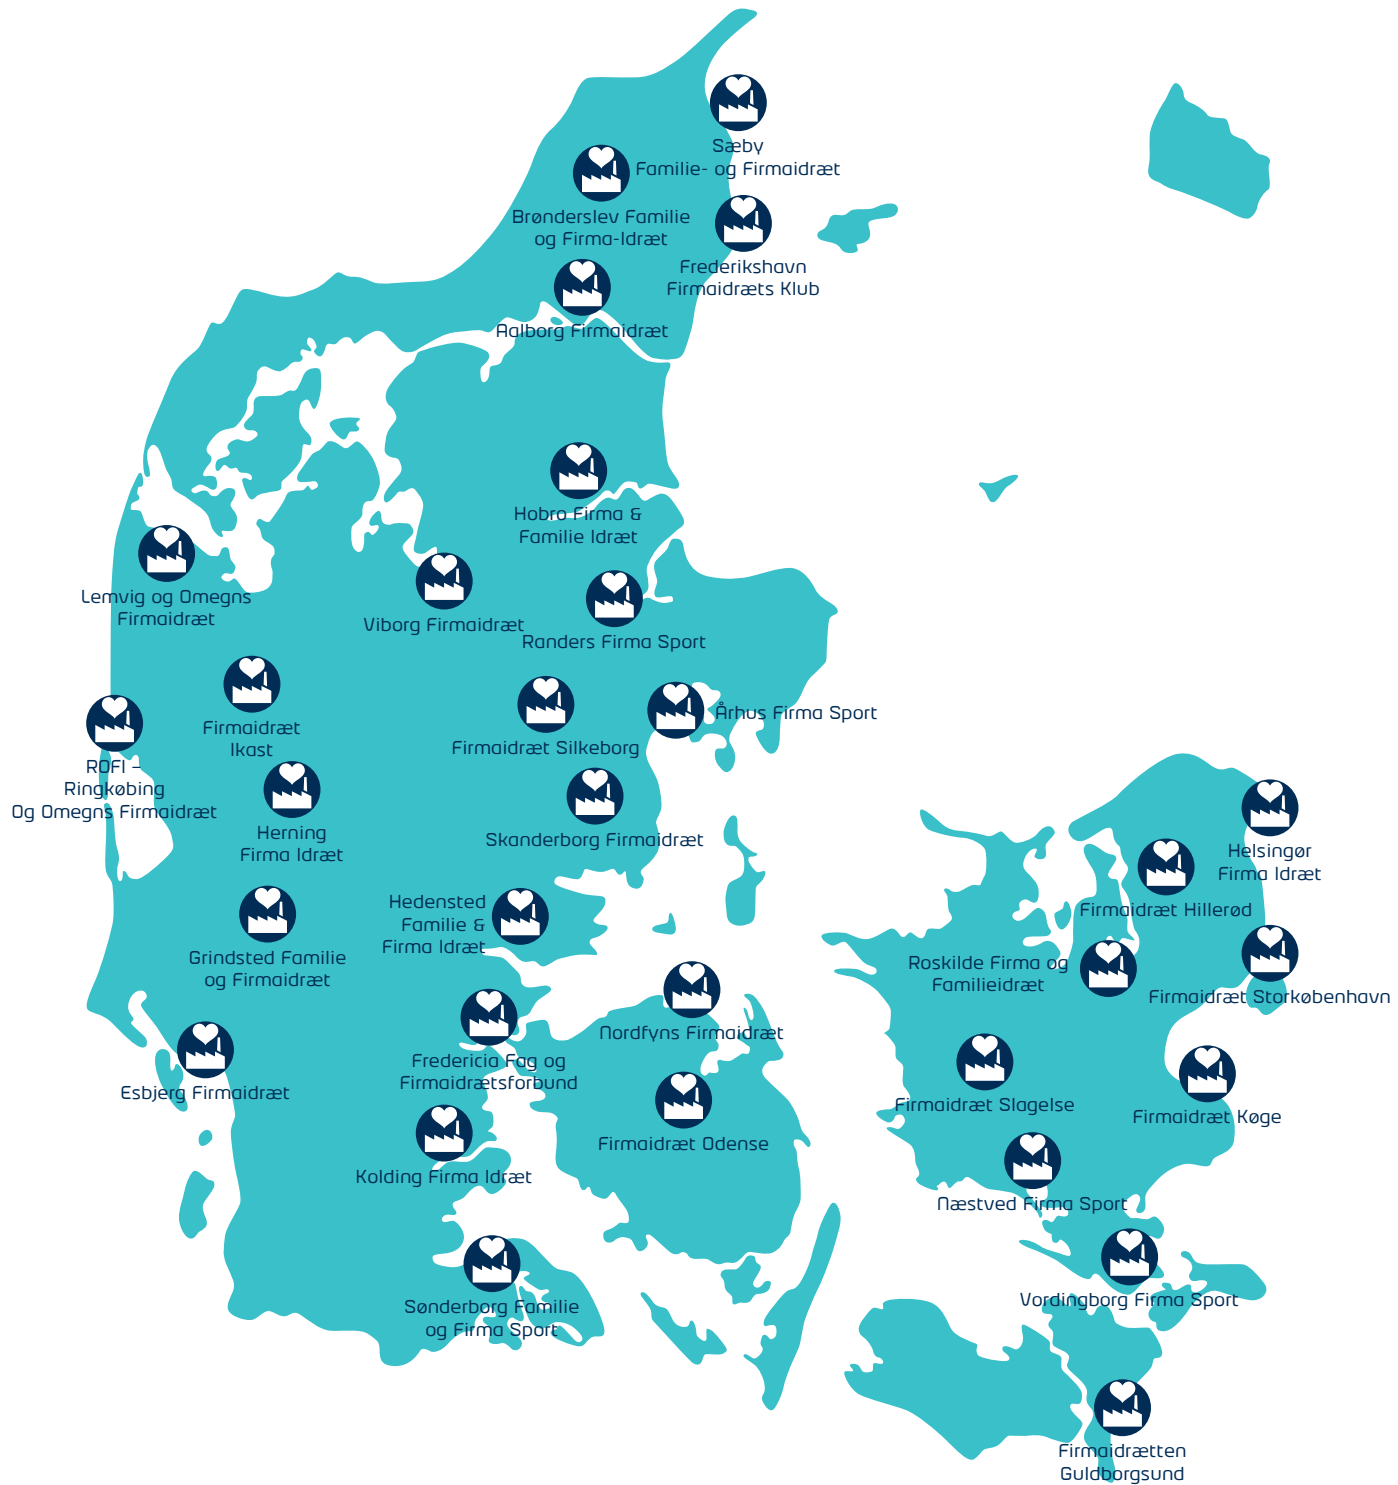 Sæby
Familie- og Firmaidræt
Brønderslev Familie
og Firma-Idræt
Frederikshavn
Firmaidræts Klub
Aalborg Firmaidræt
Hobro Firma &
Familie Idræt
Lemvig og Omegns
Firmaidræt
Viborg Firmaidræt
Randers Firma Sport
Firmaidræt
Ikast
Århus Firma Sport
Firmaidræt Silkeborg
ROFI –
Ringkøbing
Og Omegns Firmaidræt
Herning
Firma Idræt
Skanderborg Firmaidræt
Helsingør
Firma Idræt
Firmaidræt Hillerød
Hedensted
Familie &
Firma Idræt
Grindsted Familie
og Firmaidræt
Roskilde Firma og
Familieidræt
Firmaidræt Storkøbenhavn
Nordfyns Firmaidræt
Fredericia Fag og
Firmaidrætsforbund
Esbjerg Firmaidræt
Firmaidræt Slagelse
Firmaidræt Køge
Firmaidræt Odense
Kolding Firma Idræt
Næstved Firma Sport
Sønderborg Familie
og Firma Sport
Vordingborg Firma Sport
Firmaidrætten
Guldborgsund